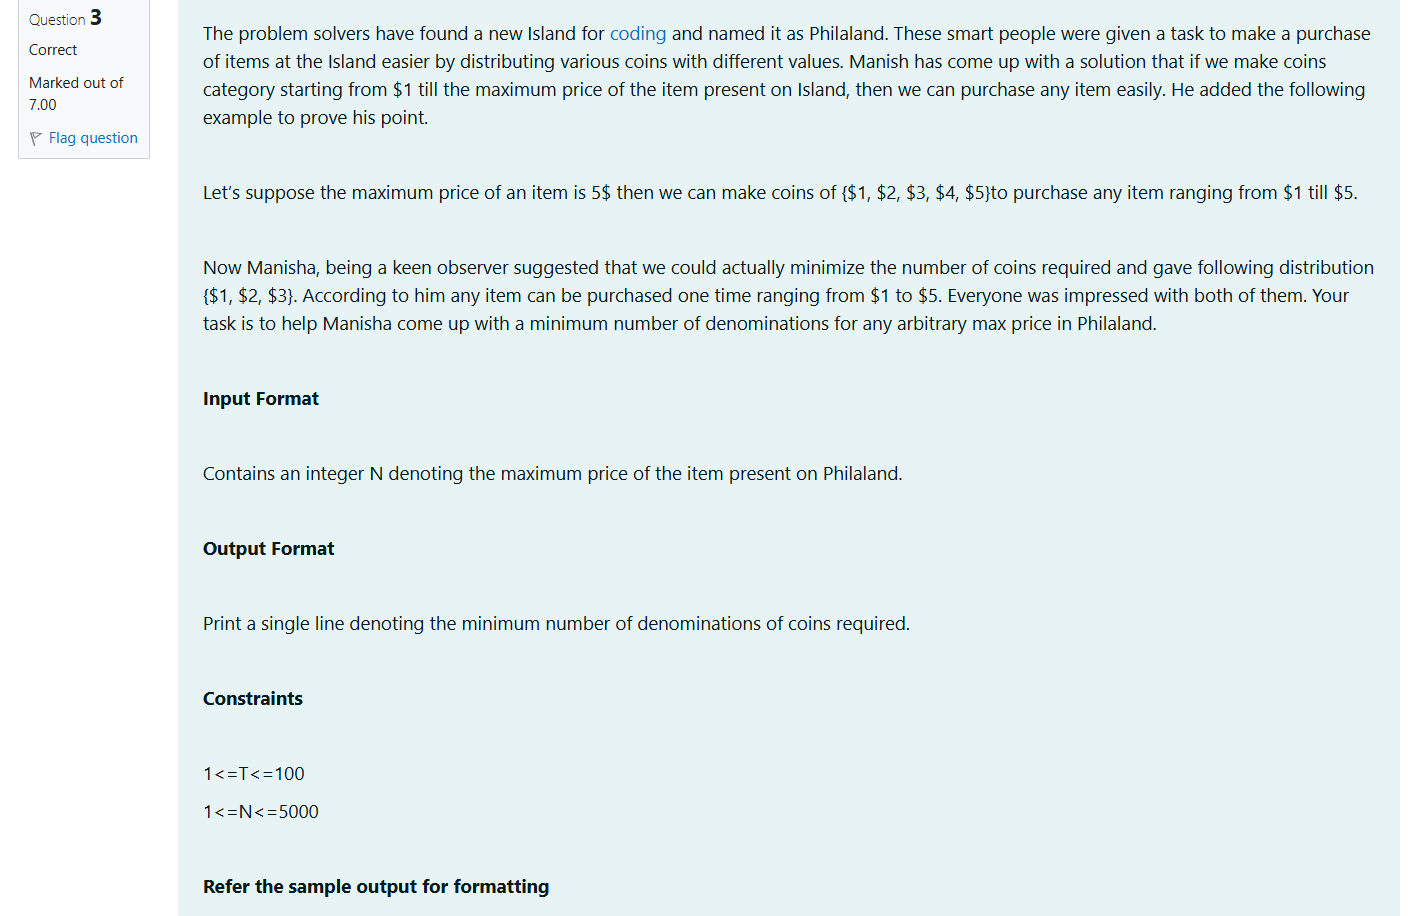 Question 3
Correct
Marked out of
7.00
Flag question
The problem solvers have found a new Island for coding and named it as Philaland. These smart people were given a task to make a purchase
of items at the Island easier by distributing various coins with different values. Manish has come up with a solution that if we make coins
category starting from $1 till the maximum price of the item present on Island, then we can purchase any item easily. He added the following
example to prove his point.
Let's suppose the maximum price of an item is 5$ then we can make coins of {$1, $2, $3, $4, $5}to purchase any item ranging from $1 till $5.
Now Manisha, being a keen observer suggested that we could actually minimize the number of coins required and gave following distribution
{$1, $2, $3}. According to him any item can be purchased one time ranging from $1 to $5. Everyone was impressed with both of them. Your
task is to help Manisha come up with a minimum number of denominations for any arbitrary max price in Philaland.
Input Format
Contains an integer N denoting the maximum price of the item present on Philaland.
Output Format
Print a single line denoting the minimum number of denominations of coins required.
Constraints
1<=T<=100
1<=N<=5000
Refer the sample output for formatting